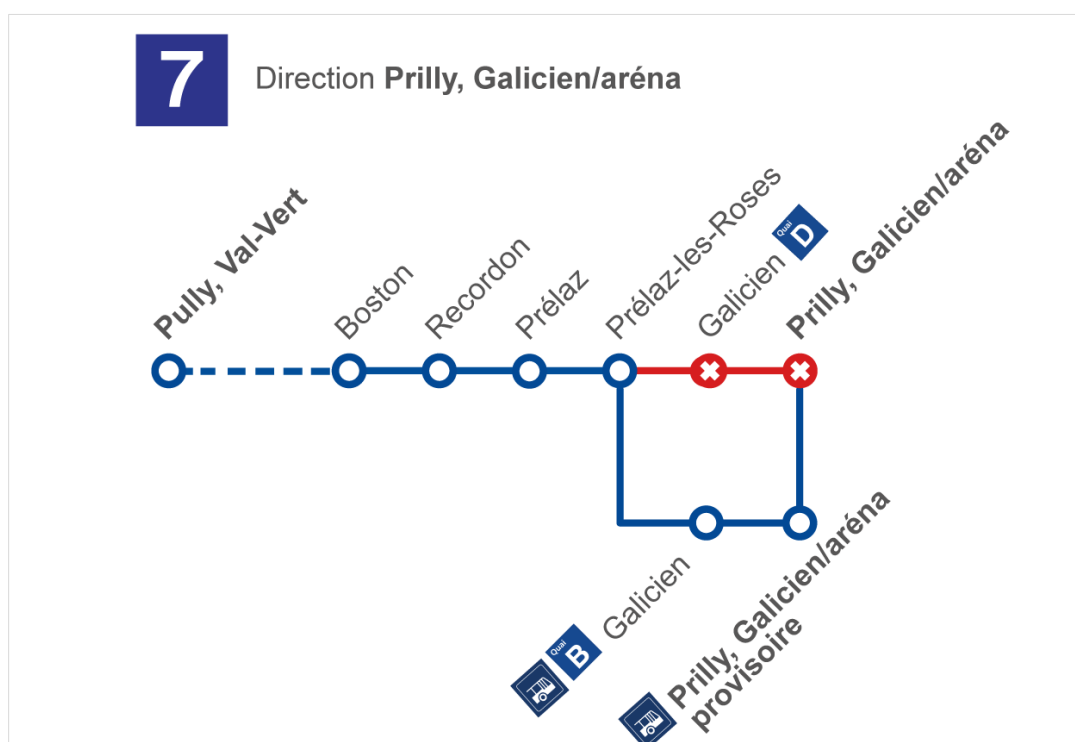 7
Direction Prilly, Galicien/aréna
Pully, Val-Vert
Boston
Recordon
Prélaz
Prélaz-les-Roses
Galicien
Quai
D
Prilly, Galicien/aréna
Quai
B
Galicien
Prilly, Galicien/aréna
provisoire